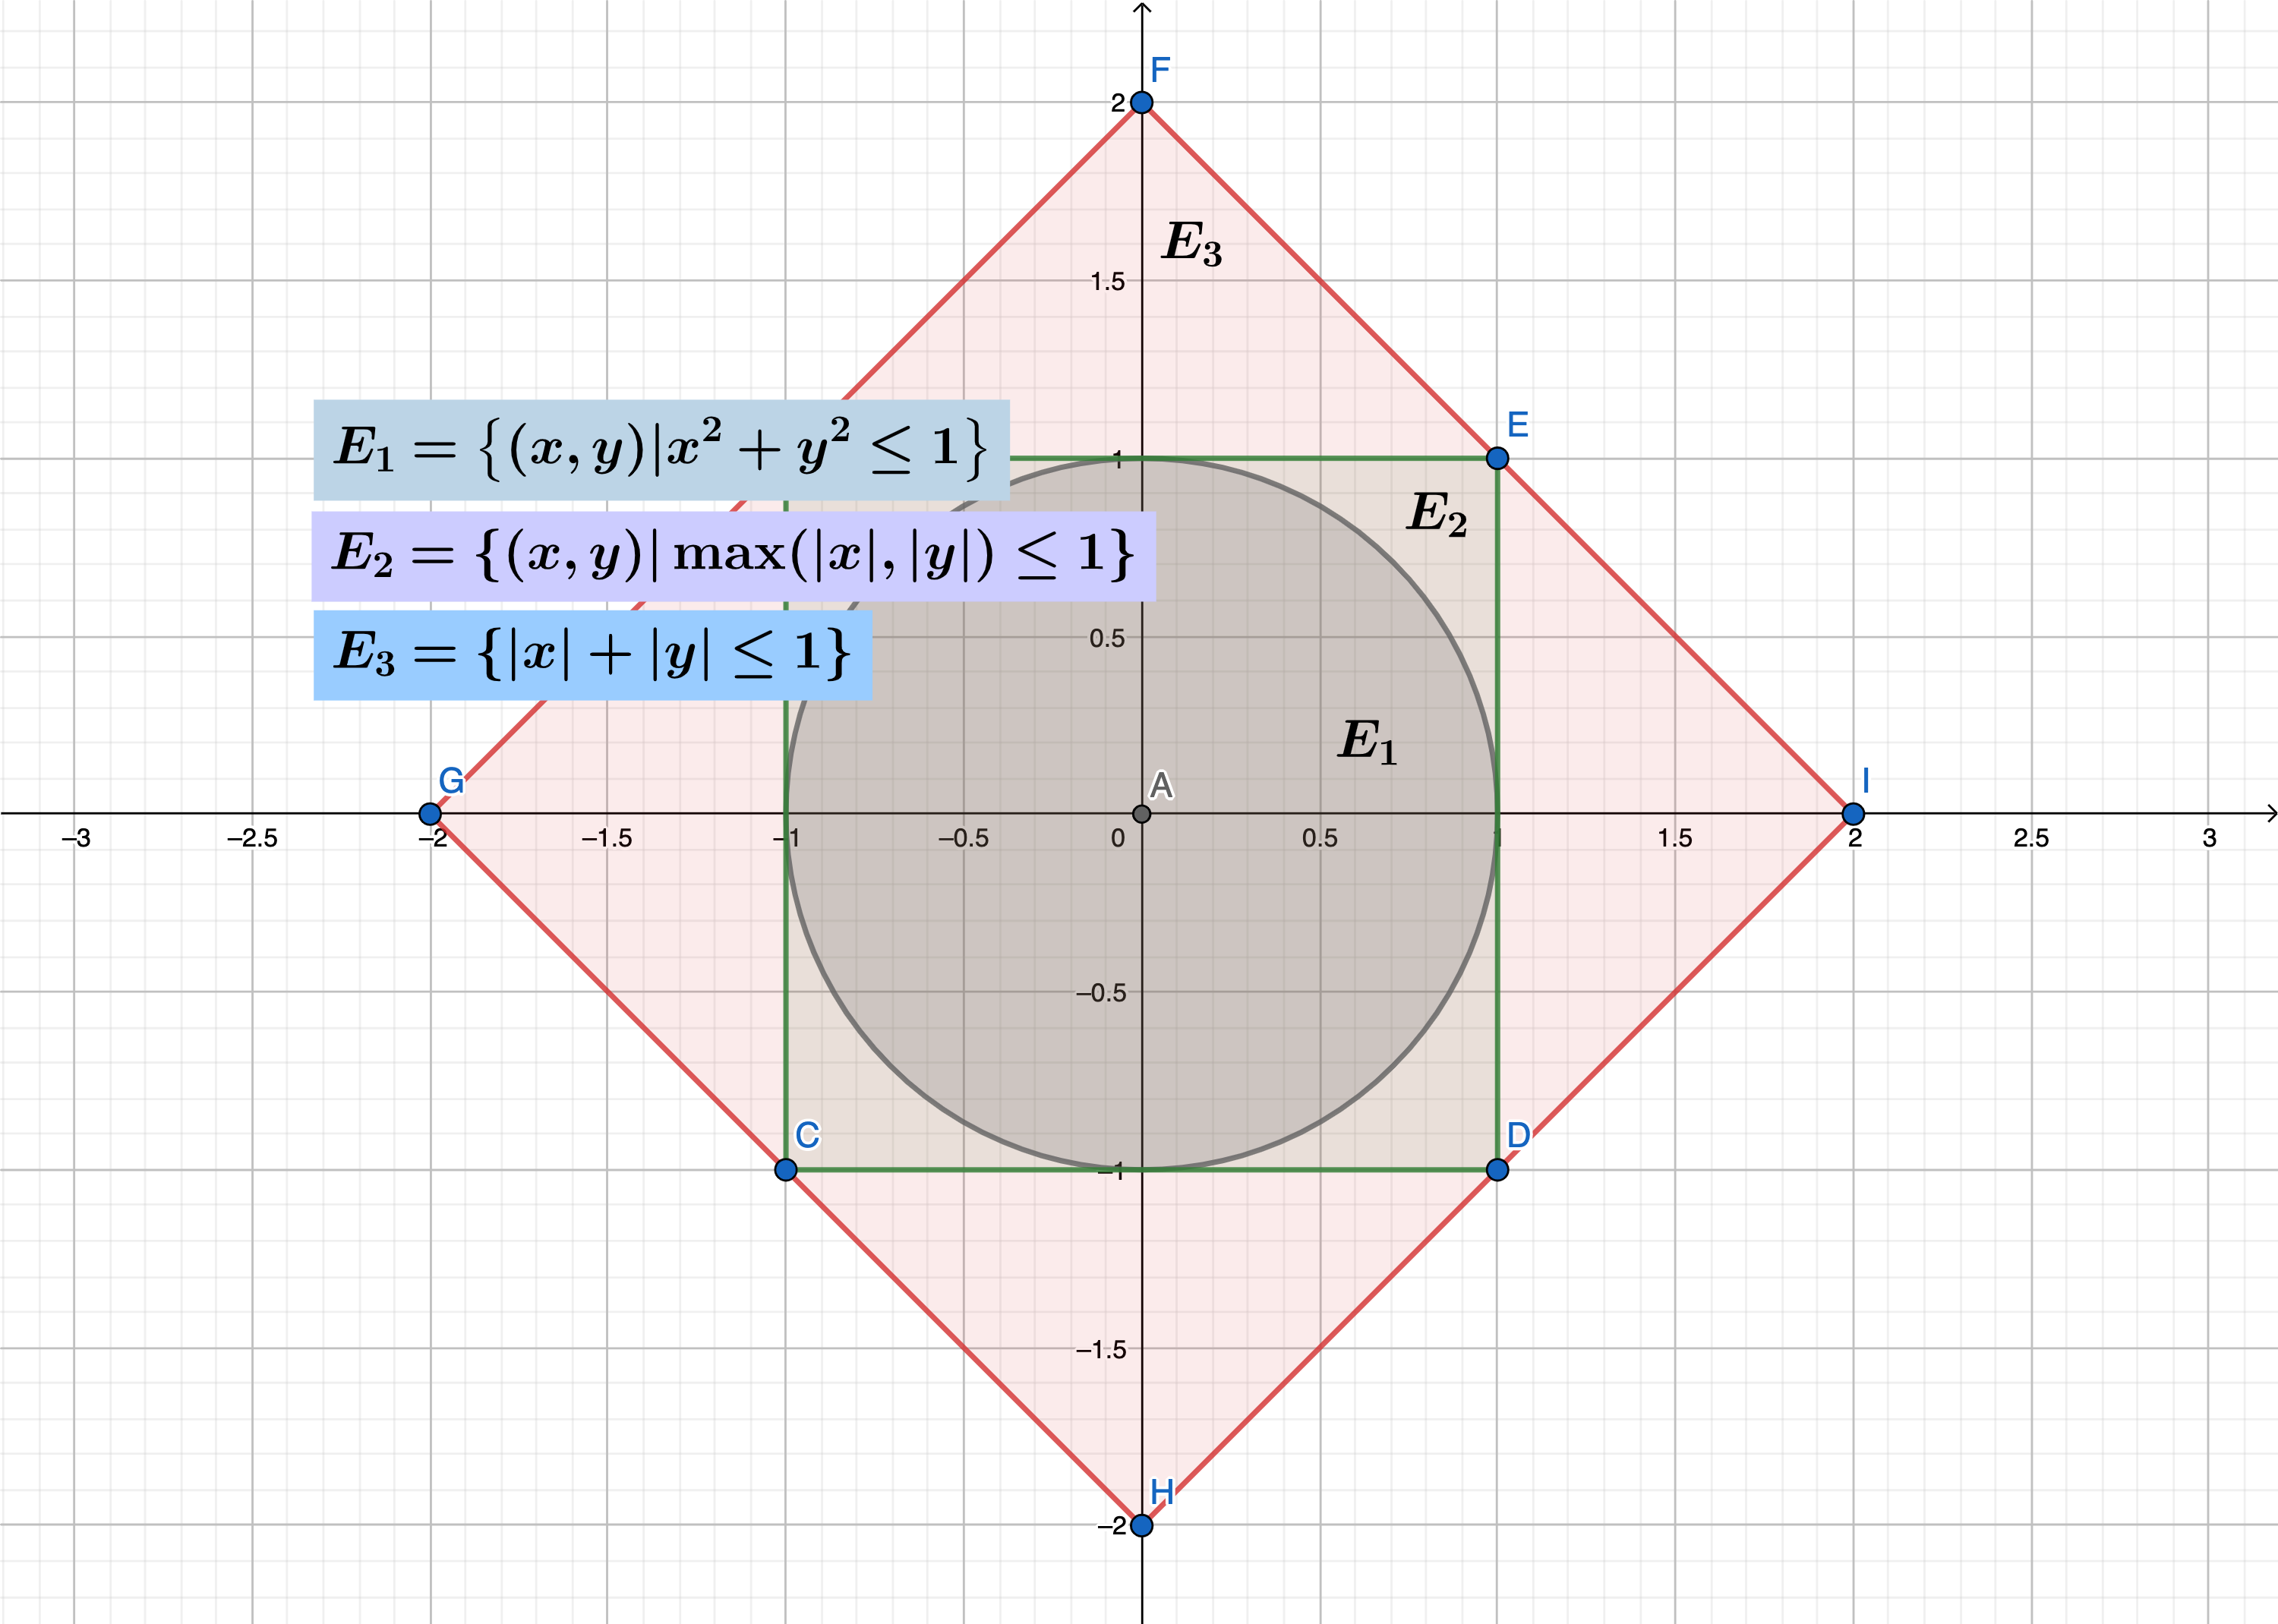 F
2
E₃
1.5
E₁ = {(x, y)|x² + y² ≤ 1}
1
E
E₂
E₂ = {(x, y)| max(|x|, |y|) ≤ 1}
E₃ = {|x| + |y| ≤ 1}
0.5
E₁
G
A
I
−3 −2.5 −2 −1.5 −1 −0.5 0 0.5 1 1.5 2 2.5 3
−0.5
C
D
−1
−1.5
H
−2